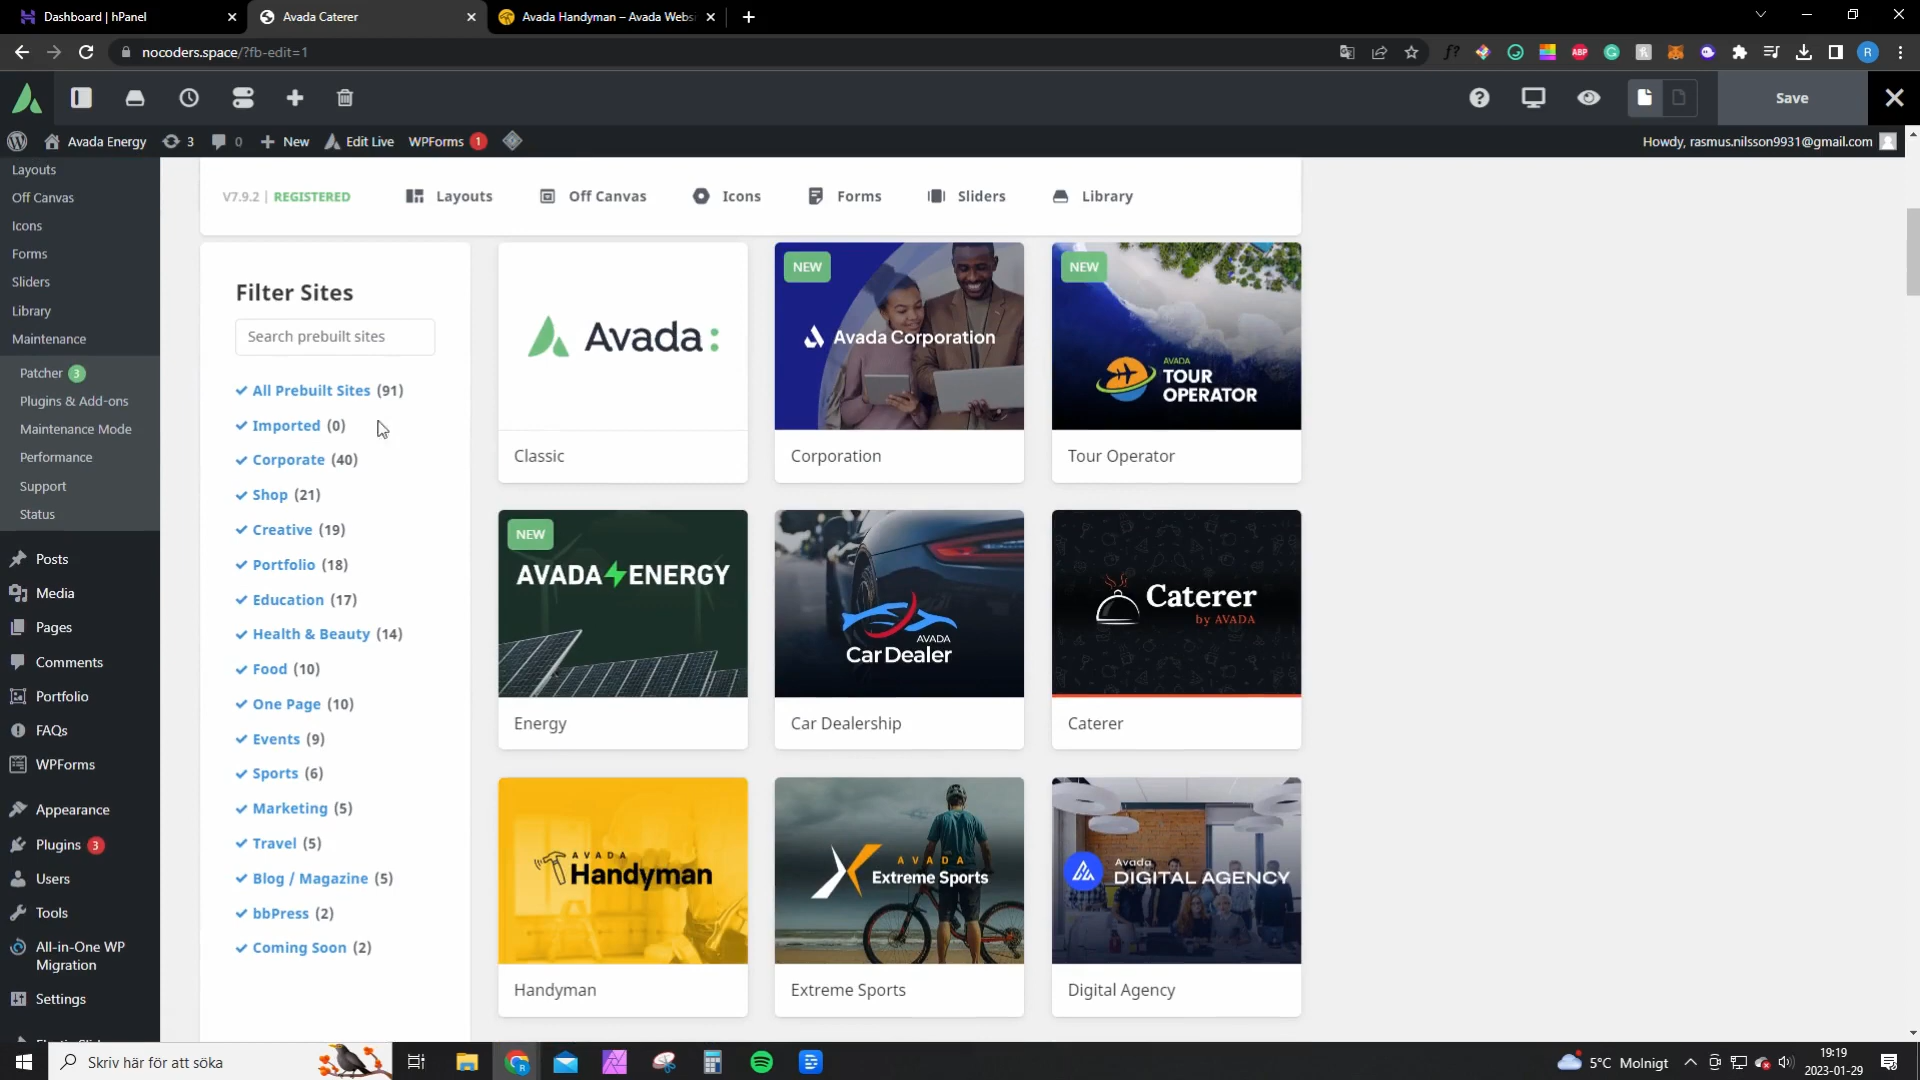 Dashboard | hPanel
Avada Caterer
Avada Handyman – Avada Webs
nocoders.space/?fb-edit=1
Save
Avada Energy
3
0
New
Edit Live
WPForms 1
Howdy, rasmus.nilsson9931@gmail.com
Layouts
Off Canvas
Icons
Forms
Sliders
Library
Maintenance
Patcher 3
Plugins & Add-ons
Maintenance Mode
Performance
Support
Status
Posts
Media
Pages
Comments
Portfolio
FAQs
WPForms
Appearance
Plugins 3
Users
Tools
All-in-One WP
Migration
Settings
V7.9.2 | REGISTERED
Layouts
Off Canvas
Icons
Forms
Sliders
Library
Filter Sites
Search prebuilt sites
All Prebuilt Sites (91)
Imported (0)
Corporate (40)
Shop (21)
Creative (19)
Portfolio (18)
Education (17)
Health & Beauty (14)
Food (10)
One Page (10)
Events (9)
Sports (6)
Marketing (5)
Travel (5)
Blog / Magazine (5)
bbPress (2)
Coming Soon (2)
Avada:
Classic
NEW
Avada Corporation
Corporation
NEW
AVADA
TOUR
OPERATOR
Tour Operator
NEW
AVADA ENERGY
Energy
AVADA
CarDealer
Car Dealership
Caterer
by AVADA
Caterer
AVADA
Handyman
Handyman
AVADA
Extreme Sports
Extreme Sports
Avada
DIGITAL AGENCY
Digital Agency
Skriv här för att söka
5°C Molnigt
19:19
2023-01-29